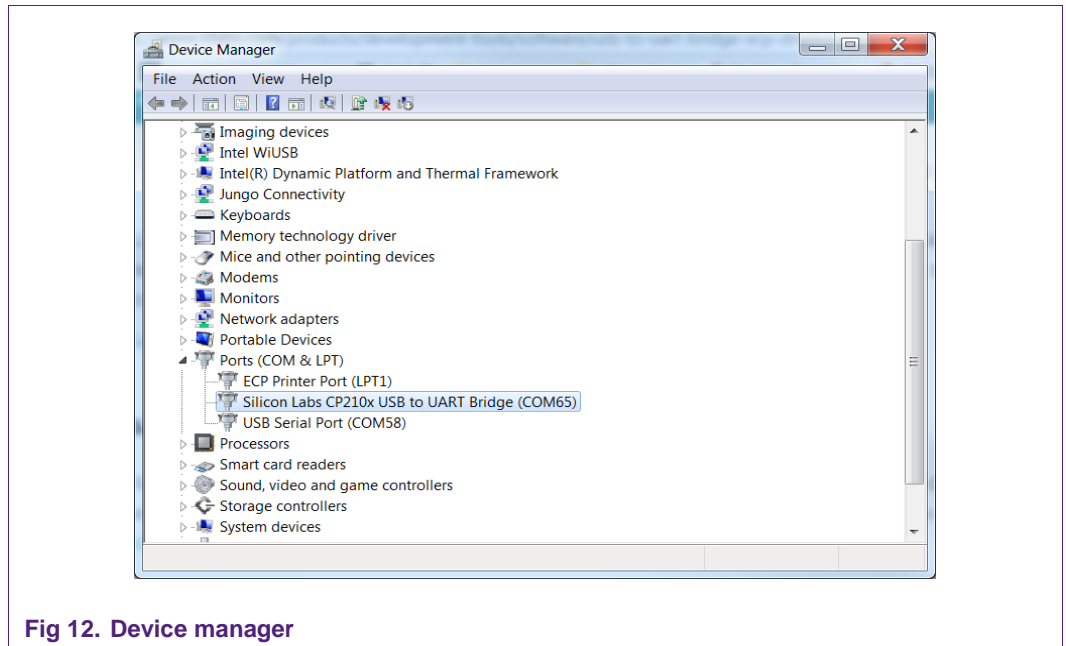 Device Manager
File Action View Help
Imaging devices
Intel WiUSB
Intel(R) Dynamic Platform and Thermal Framework
Jungo Connectivity
Keyboards
Memory technology driver
Mice and other pointing devices
Modems
Monitors
Network adapters
Portable Devices
Ports (COM & LPT)
ECP Printer Port (LPT1)
Silicon Labs CP210x USB to UART Bridge (COM65)
USB Serial Port (COM58)
Processors
Smart card readers
Sound, video and game controllers
Storage controllers
System devices
Fig 12. Device manager